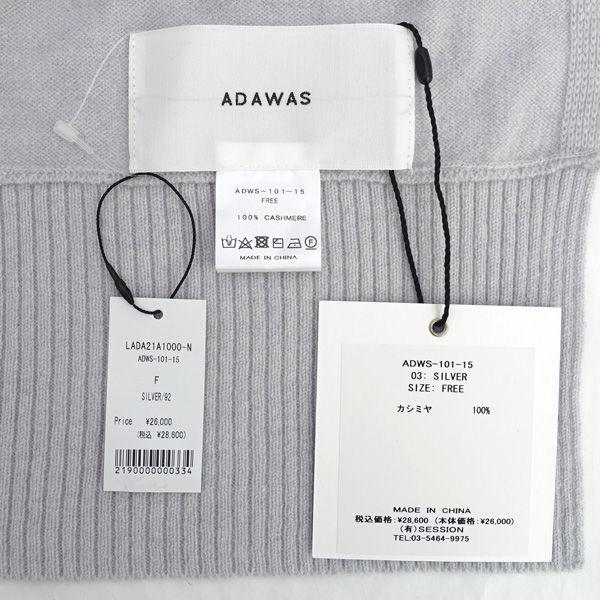 ADAWAS
ADWS-101-15
FREE
100% CASHMERE
MADE IN CHINA
LADA21A1000-N
ADWS-101-15
F
SILVER/92
Price ¥26,000
(税込 ¥28,600)
2190000000334
ADWS-101-15
03: SILVER
SIZE: FREE
カシミヤ 100%
MADE IN CHINA
税込価格:¥28,600 (本体価格:¥26,000)
(有)SESSION
TEL:03-5464-9975